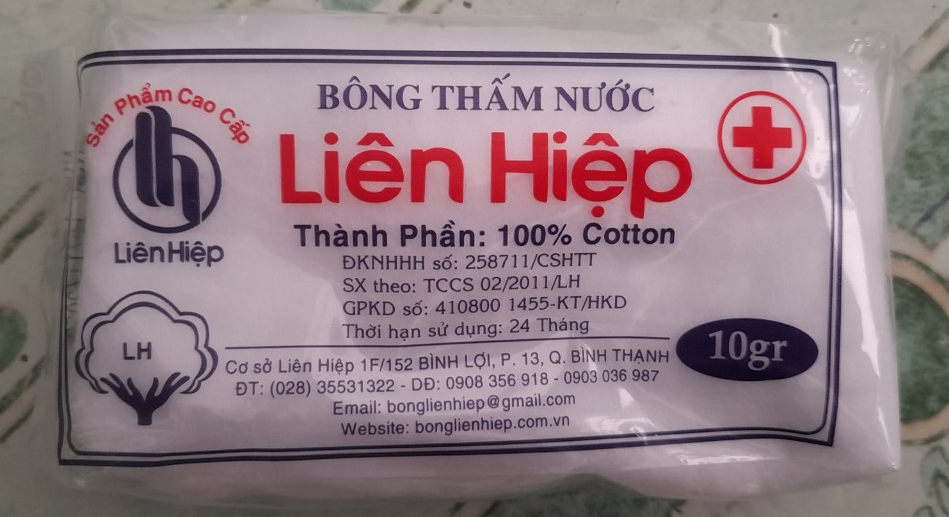 Sản Phẩm Cao Cấp
LiênHiệp
LH
BÔNG THẤM NƯỚC
Liên Hiệp
Thành Phần: 100% Cotton
ĐKNHHH số: 258711/CSHTT
SX theo: TCCS 02/2011/LH
GPKD số: 410800 1455-KT/HKD
Thời hạn sử dụng: 24 Tháng
10gr
Cơ sở Liên Hiệp 1F/152 BÌNH LỢI, P. 13, Q. BÌNH THẠNH
ĐT: (028) 35531322 - DĐ: 0908 356 918 - 0903 036 987
Email: bonglienhiep@gmail.com
Website: bonglienhiep.com.vn